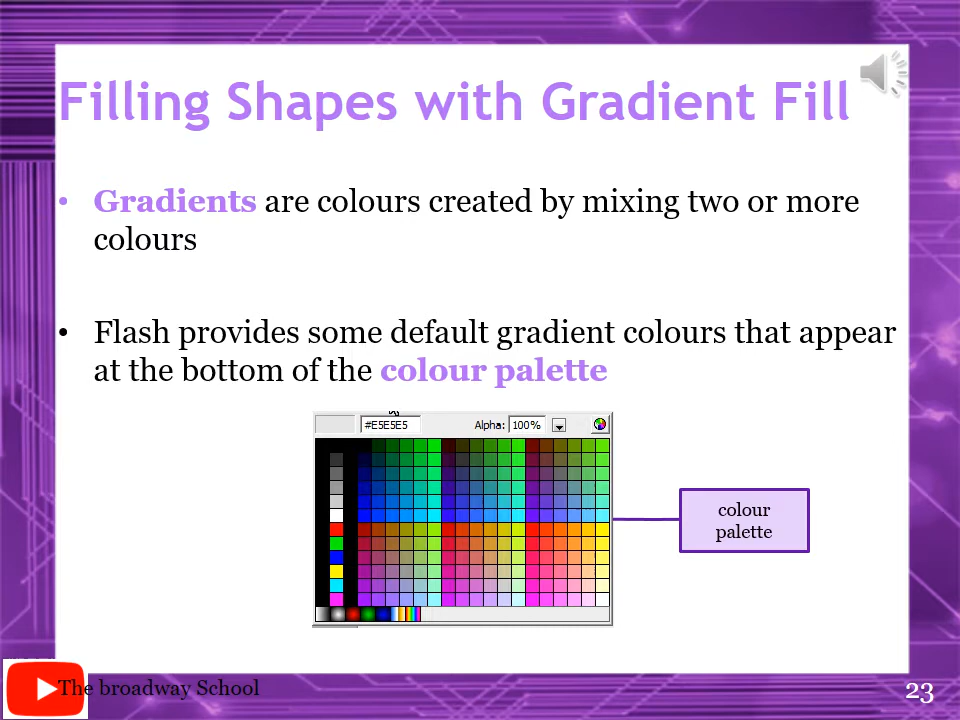 Filling Shapes with Gradient Fill
• Gradients are colours created by mixing two or more
colours
• Flash provides some default gradient colours that appear
at the bottom of the colour palette
#E5E5E5 Alpha: 100%
colour
palette
The broadway School
23